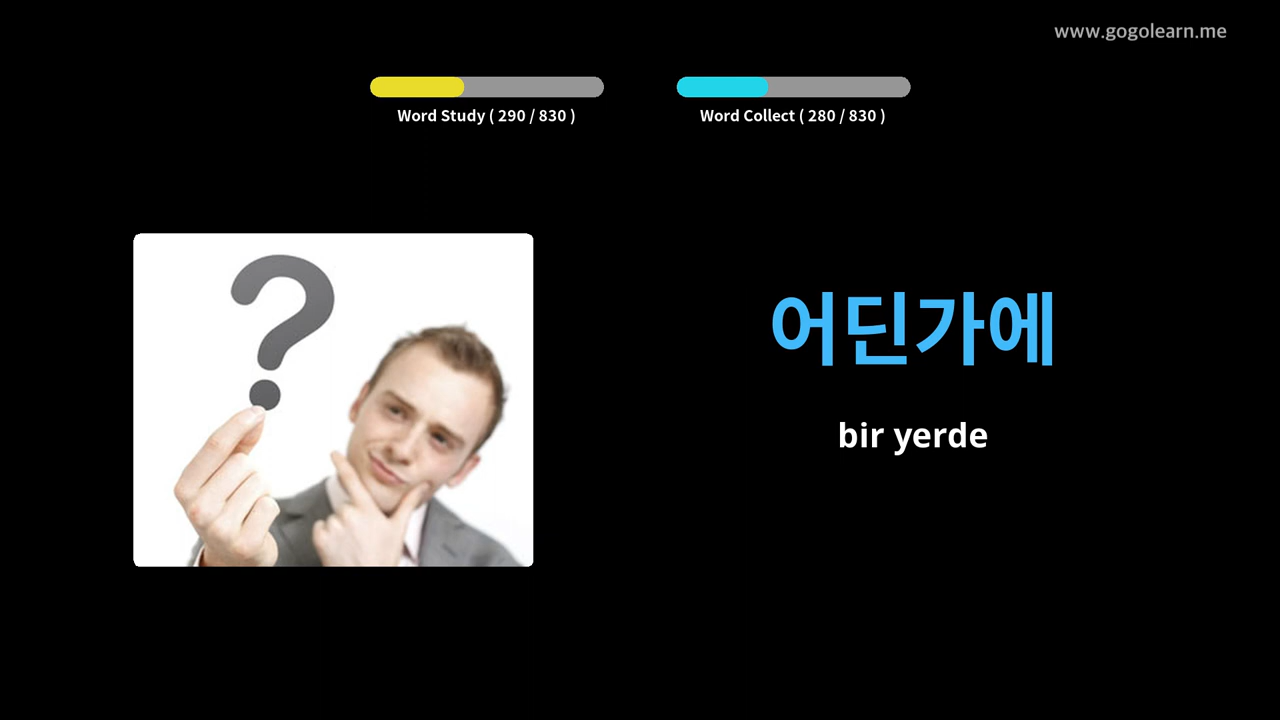 www.gogolearn.me
Word Study ( 290 / 830 )
Word Collect ( 280 / 830 )
어딘가에
bir yerde